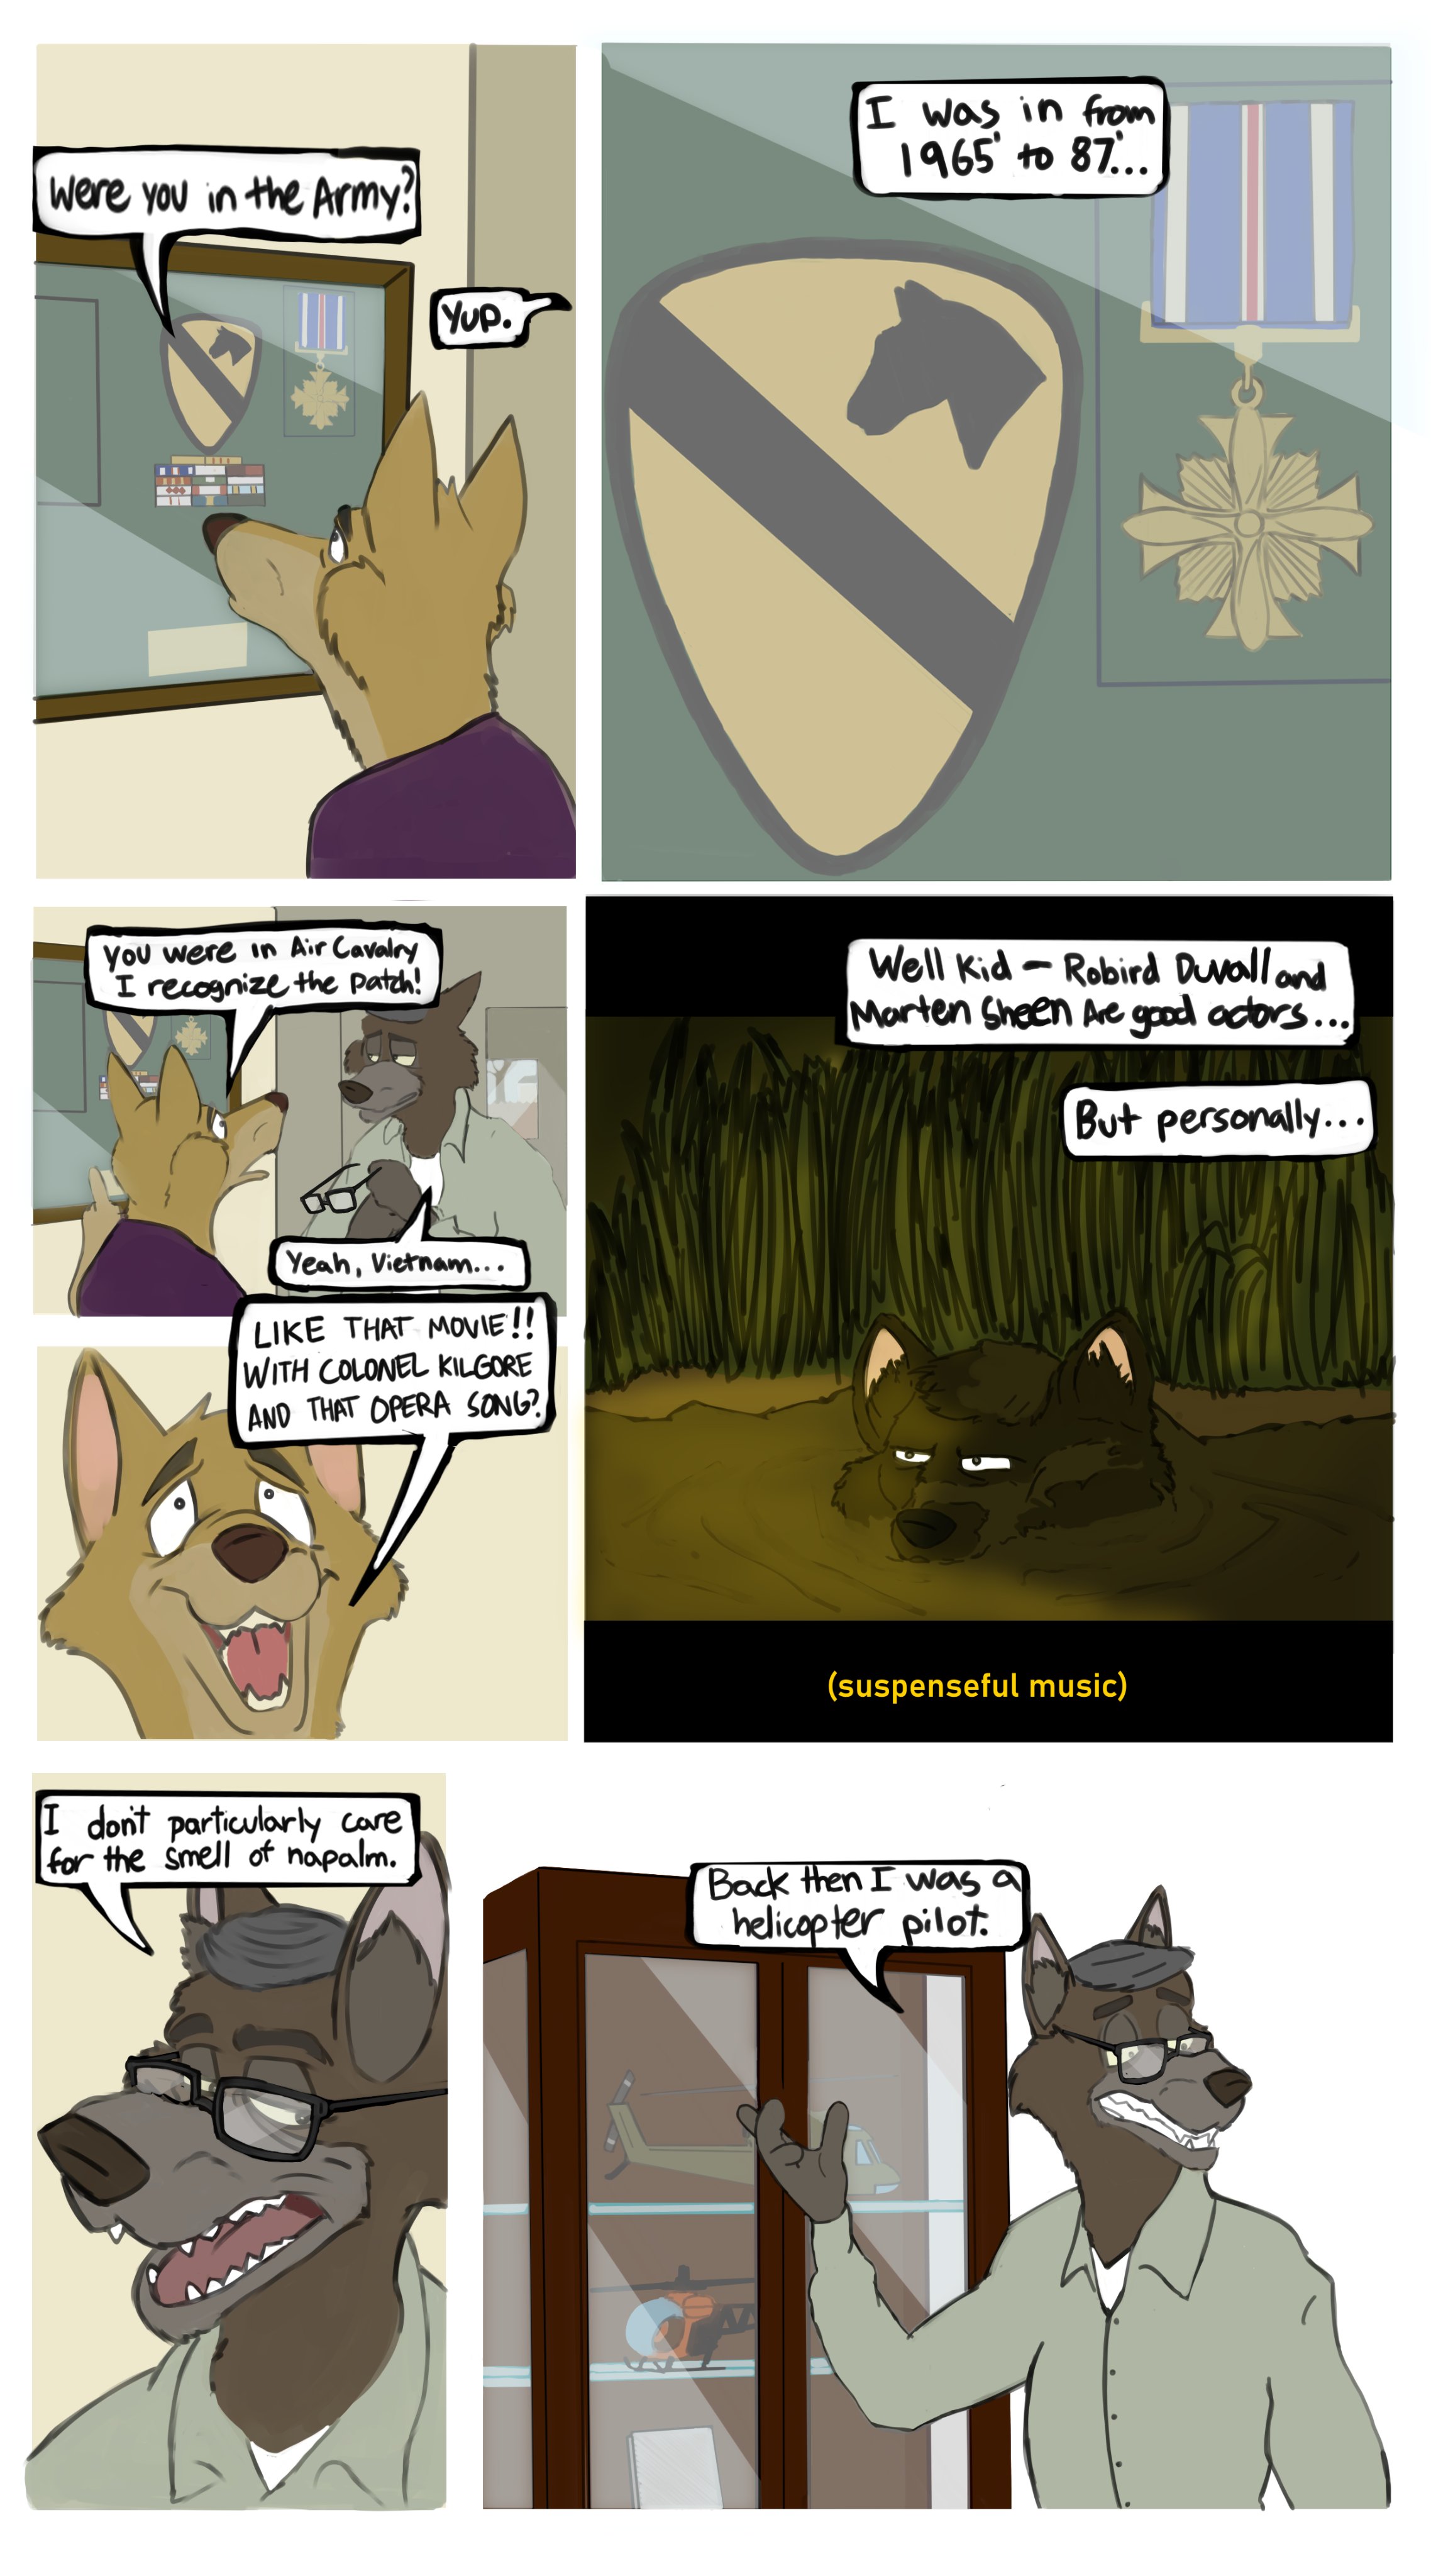 Were you in the Army?
Yup.
I was in from
1965' to 87'...
You were in Air Cavalry
I recognize the patch!
Yeah, Vietnam...
LIKE THAT MOVIE!!
WITH COLONEL KILGORE
AND THAT OPERA SONG?
Well Kid - Robird Duvall and
Marten Sheen Are good actors...
But personally...
(suspenseful music)
I don't particularly care
for the smell of napalm.
Back then I was a
helicopter pilot.